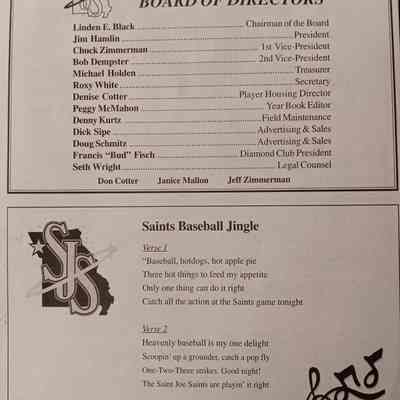 BOARD OF DIRECTORS
Linden E. Black ........ Chairman of the Board
Jim Hamlin ........ President
Chuck Zimmerman ........ 1st Vice-President
Bob Dempster ........ 2nd Vice-President
Michael Holden ........ Treasurer
Roxy White ........ Secretary
Denise Cotter ........ Player Housing Director
Peggy McMahon ........ Year Book Editor
Denny Kurtz ........ Field Maintenance
Dick Sipe ........ Advertising & Sales
Doug Schmitz ........ Advertising & Sales
Francis "Bud" Fisch ........ Diamond Club President
Seth Wright ........ Legal Counsel
Don Cotter Janice Mallon Jeff Zimmerman
SJS
Saints Baseball Jingle
Verse 1
"Baseball, hotdogs, hot apple pie
Three hot things to feed my appetite
Only one thing can do it right
Catch all the action at the Saints game tonight
Verse 2
Heavenly baseball is my one delight
Scoopin' up a grounder, catch a pop fly
One-Two-Three strikes. Good night!
The Saint Joe Saints are playin' it right